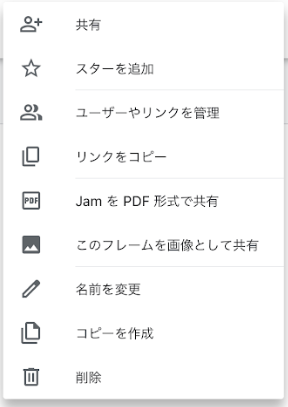 共有
スターを追加
ユーザーやリンクを管理
リンクをコピー
PDF
Jam を PDF 形式で共有
このフレームを画像として共有
名前を変更
コピーを作成
削除